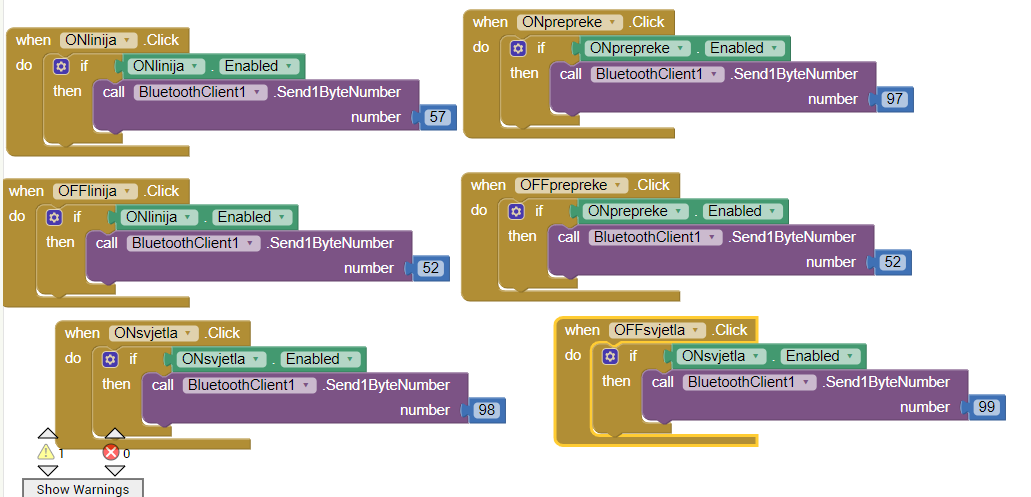 when ONlinija .Click
do if ONlinija . Enabled
then call BluetoothClient1 .Send1ByteNumber
number 57
when ONprepreke .Click
do if ONprepreke . Enabled
then call BluetoothClient1 .Send1ByteNumber
number 97
when OFFlinija .Click
do if ONlinija . Enabled
then call BluetoothClient1 .Send1ByteNumber
number 52
when OFFprepreke .Click
do if ONprepreke . Enabled
then call BluetoothClient1 .Send1ByteNumber
number 52
when ONsvjetla .Click
do if ONsvjetla . Enabled
then call BluetoothClient1 .Send1ByteNumber
number 98
when OFFsvjetla .Click
do if ONsvjetla . Enabled
then call BluetoothClient1 .Send1ByteNumber
number 99
1 0
Show Warnings